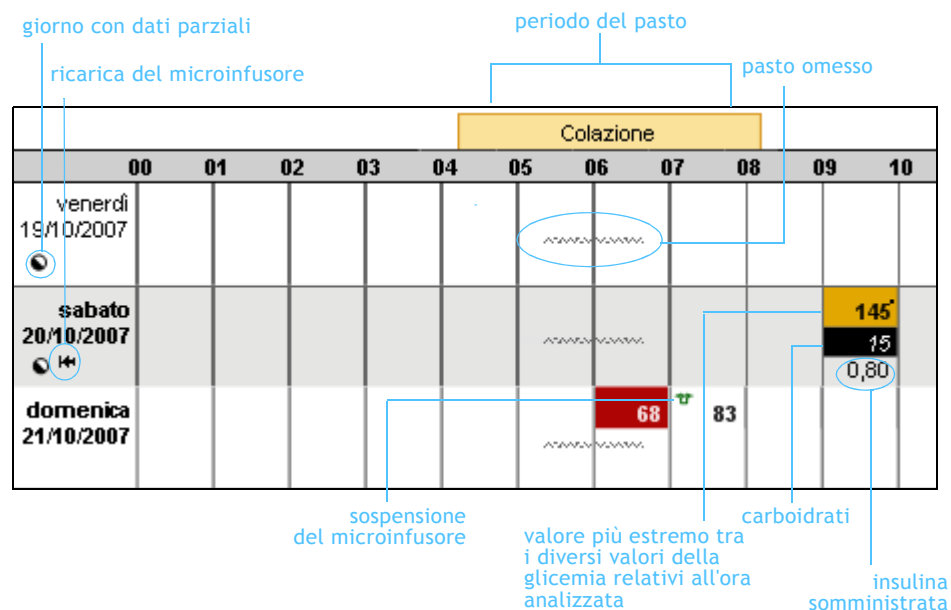 giorno con dati parziali
periodo del pasto
ricarica del microinfusore
pasto omesso
Colazione
00 01 02 03 04 05 06 07 08 09 10
venerdì
19/10/2007
sabato
20/10/2007
145
15
0,80
domenica
21/10/2007
68 83
sospensione
del microinfusore
valore più estremo tra
i diversi valori della
glicemia relativi all'ora
analizzata
carboidrati
insulina
somministrata